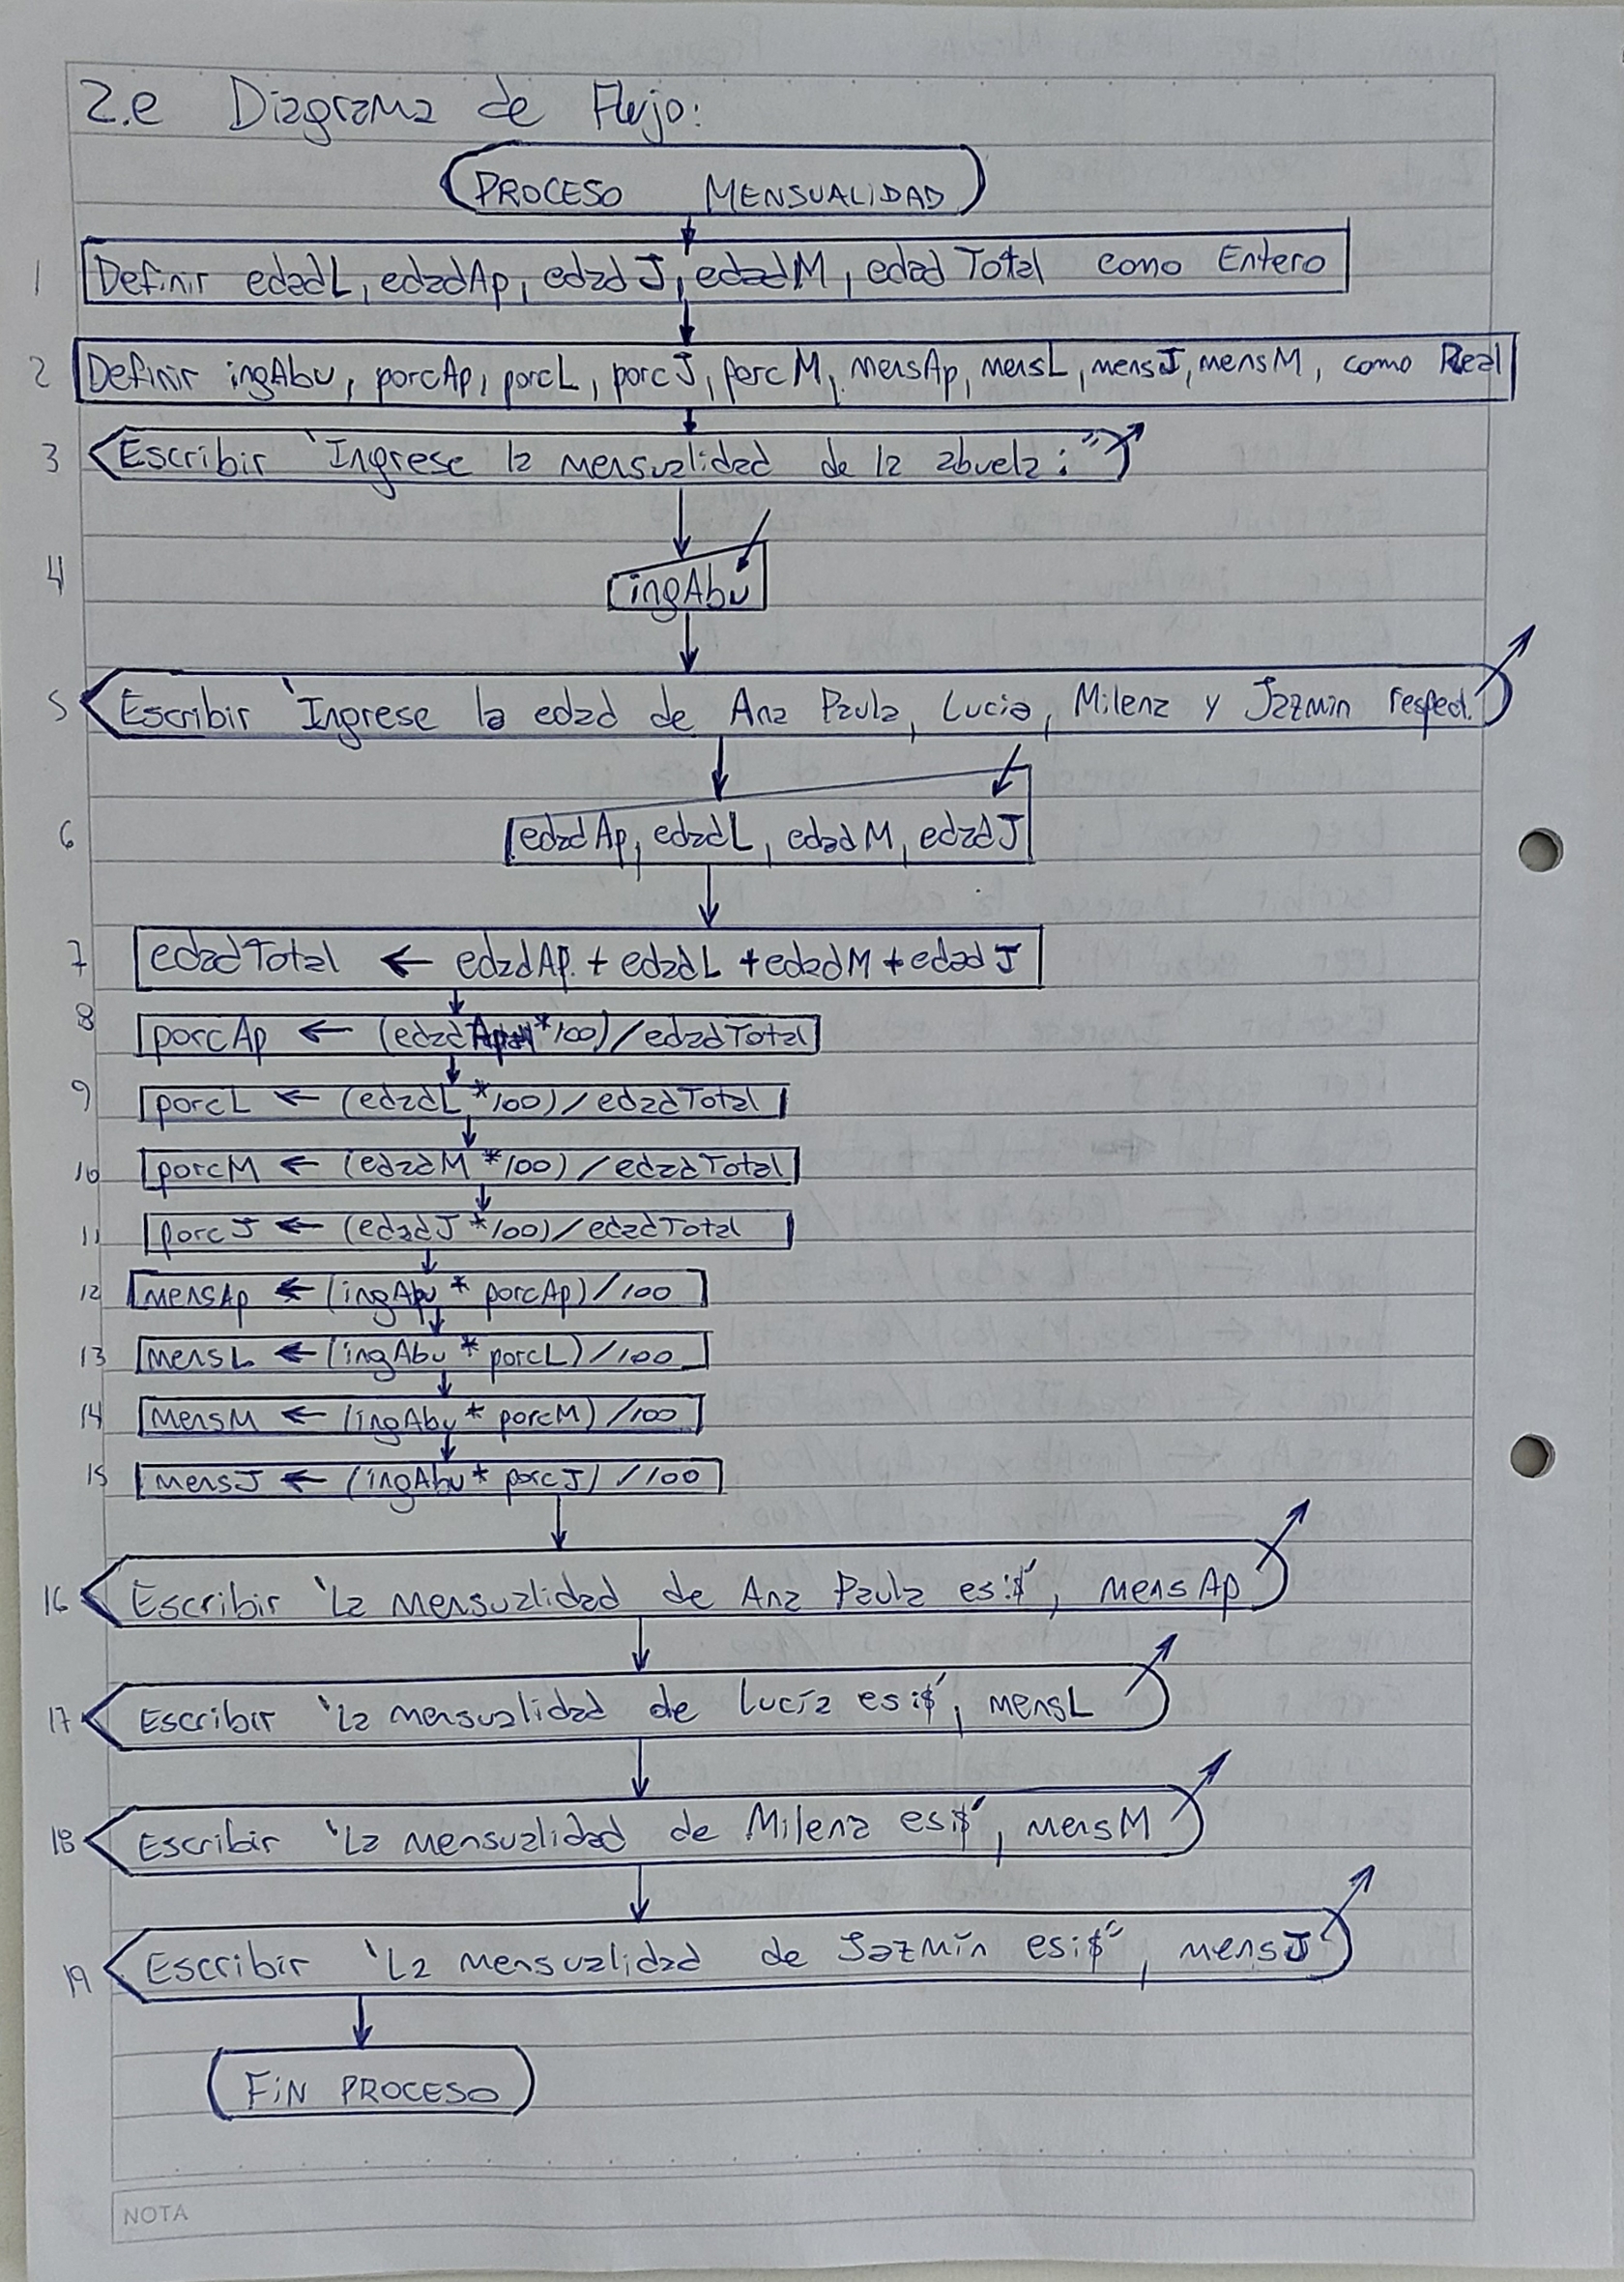 2.e Diagrama de Flujo:
PROCESO MENSUALIDAD
1 Definir edadL, edadAp, edadJ, edadM, edadTotal como Entero
2 Definir ingAbu, porcAp, porcL, porcJ, porcM, mensAp, mensL, mensJ, mensM, como Real
3 Escribir "Ingrese la mensualidad de la abuela:"
4 ingAbu
5 Escribir "Ingrese la edad de Ana Paula, Lucia, Milena y Jazmin respect.
6 edadAp, edadL, edadM, edadJ
7 edadTotal ← edadAp + edadL + edadM + edadJ
8 porcAp ← (edadAp*100)/edadTotal
9 porcL ← (edadL*100)/edadTotal
10 porcM ← (edadM*100)/edadTotal
11 porcJ ← (edadJ*100)/edadTotal
12 mensAp ← (ingAbu * porcAp)/100
13 mensL ← (ingAbu * porcL)/100
14 mensM ← (ingAbu * porcM)/100
15 mensJ ← (ingAbu * porcJ)/100
16 Escribir 'La mensualidad de Ana Paula es:$', mensAp
17 Escribir 'La mensualidad de Lucía es:$', mensL
18 Escribir 'La mensualidad de Milena es:$', mensM
19 Escribir 'La mensualidad de Jazmín es:$", mensJ
FIN PROCESO
NOTA